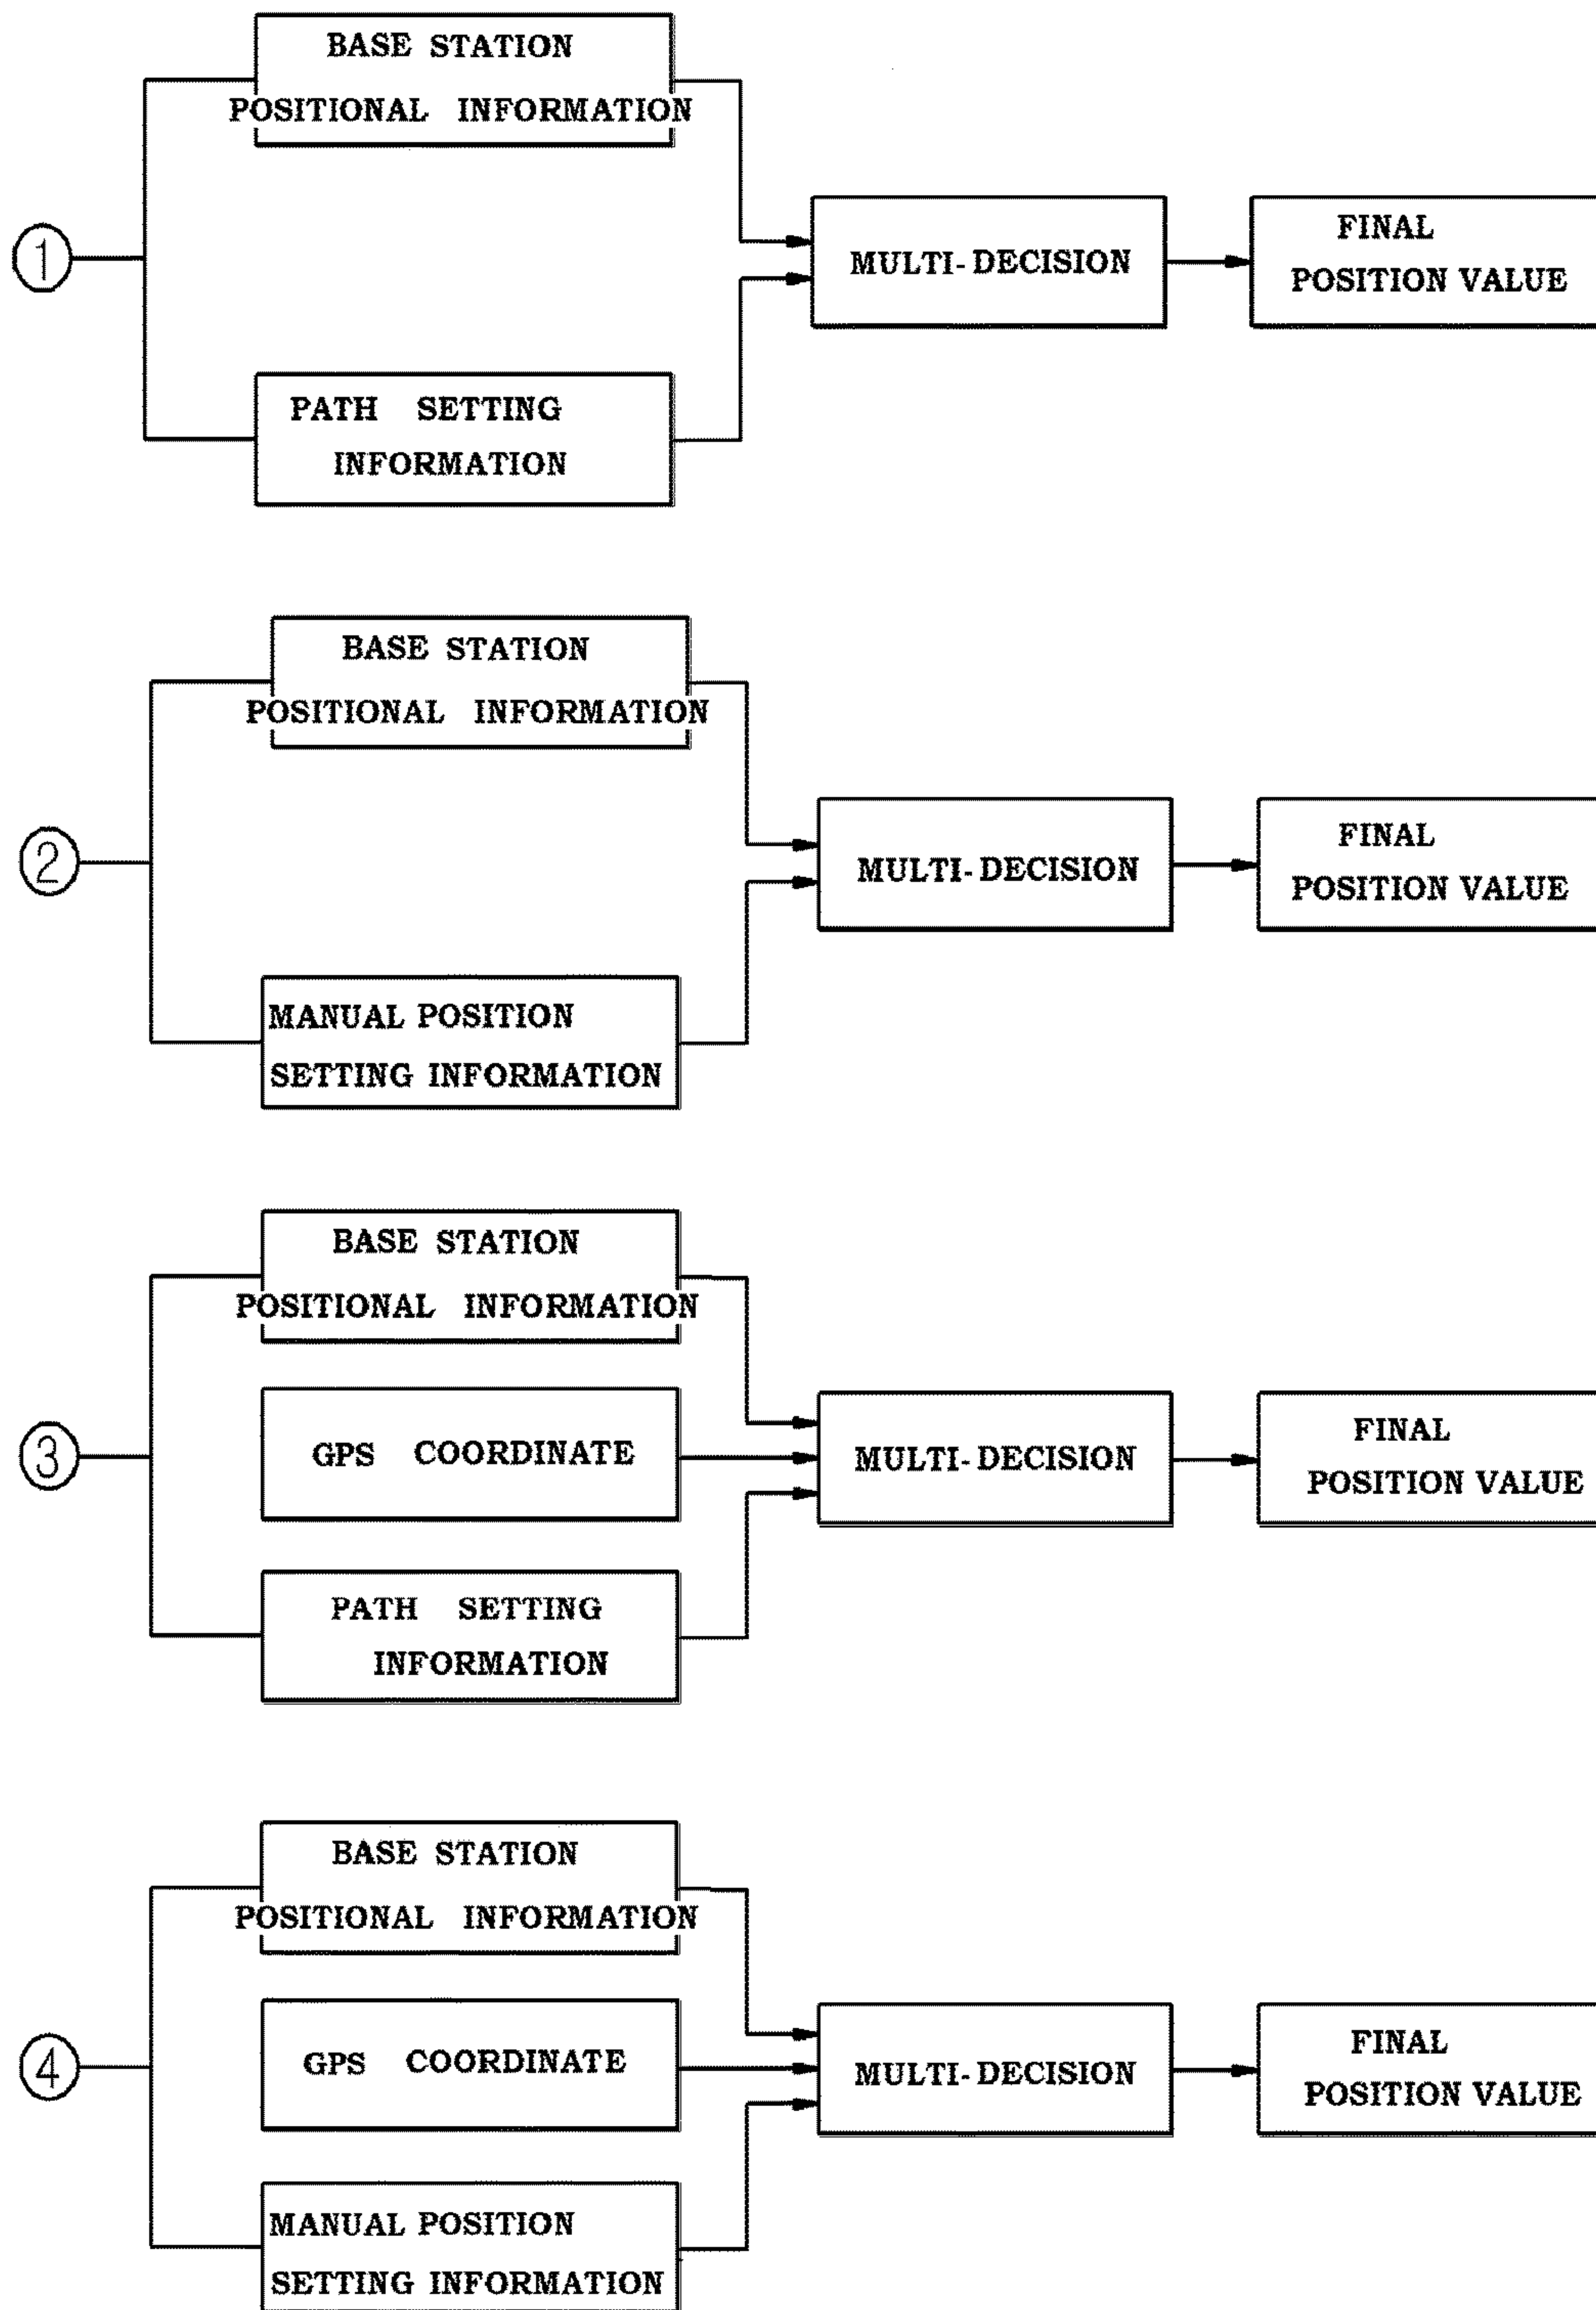 BASE STATION
POSITIONAL INFORMATION
1
MULTI-DECISION
FINAL
POSITION VALUE
PATH SETTING
INFORMATION
BASE STATION
POSITIONAL INFORMATION
2
MULTI-DECISION
FINAL
POSITION VALUE
MANUAL POSITION
SETTING INFORMATION
BASE STATION
POSITIONAL INFORMATION
3
GPS COORDINATE
MULTI-DECISION
FINAL
POSITION VALUE
PATH SETTING
INFORMATION
BASE STATION
POSITIONAL INFORMATION
4
GPS COORDINATE
MULTI-DECISION
FINAL
POSITION VALUE
MANUAL POSITION
SETTING INFORMATION